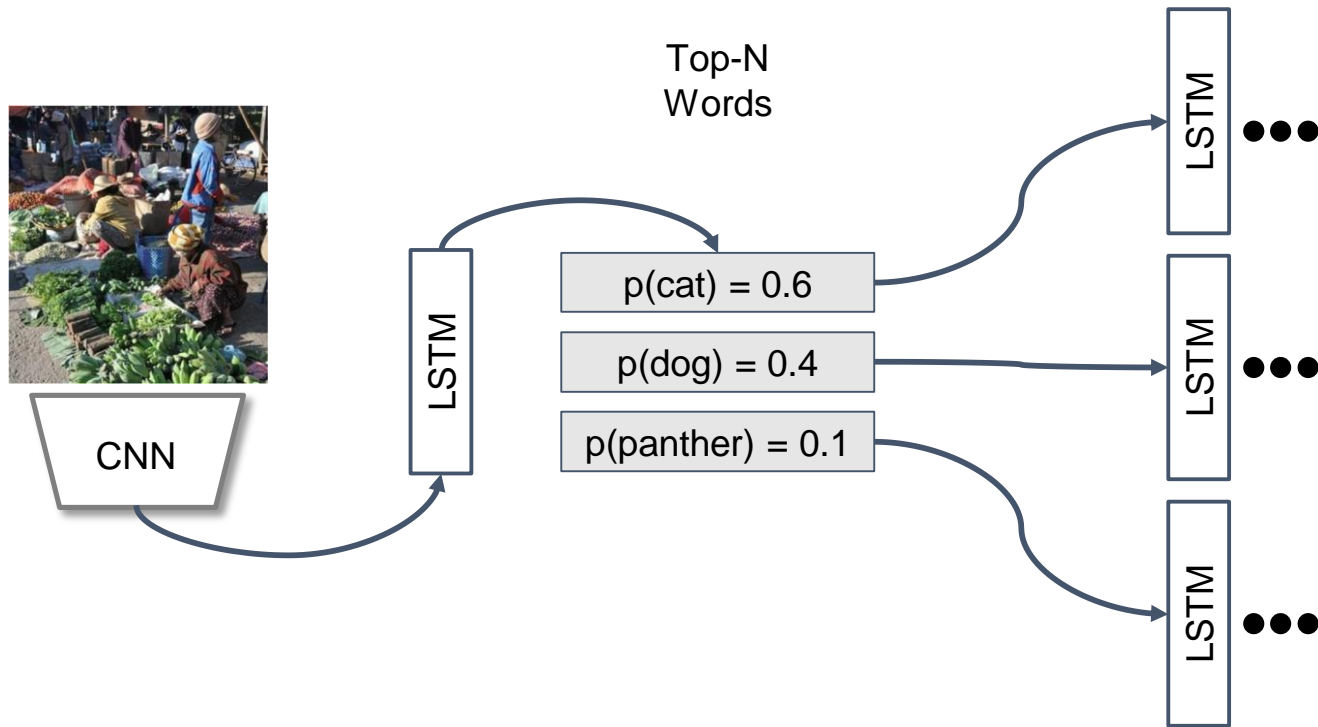 Top-N
Words
CNN
LSTM
p(cat) = 0.6
p(dog) = 0.4
p(panther) = 0.1
LSTM
LSTM
LSTM